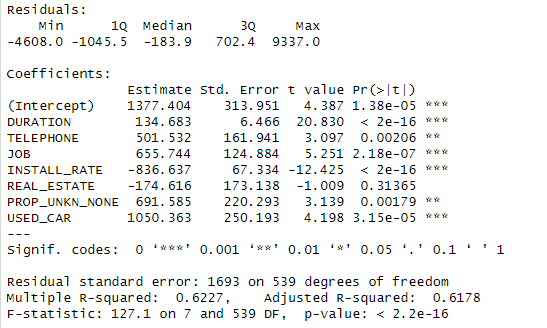 Residuals:
    Min      1Q  Median      3Q     Max
-4608.0 -1045.5  -183.9   702.4  9337.0

Coefficients:
               Estimate Std. Error t value Pr(>|t|)
(Intercept)    1377.404    313.951   4.387 1.38e-05 ***
DURATION        134.683      6.466  20.830  < 2e-16 ***
TELEPHONE       501.532    161.941   3.097  0.00206 **
JOB             655.744    124.884   5.251 2.18e-07 ***
INSTALL_RATE   -836.637     67.334 -12.425  < 2e-16 ***
REAL_ESTATE    -174.616    173.138  -1.009  0.31365
PROP_UNKN_NONE  691.585    220.293   3.139  0.00179 **
USED_CAR       1050.363    250.193   4.198 3.15e-05 ***
---
Signif. codes:  0 ‘***’ 0.001 ‘**’ 0.01 ‘*’ 0.05 ‘.’ 0.1 ‘ ’ 1

Residual standard error: 1693 on 539 degrees of freedom
Multiple R-squared:  0.6227,    Adjusted R-squared:  0.6178
F-statistic: 127.1 on 7 and 539 DF,  p-value: < 2.2e-16